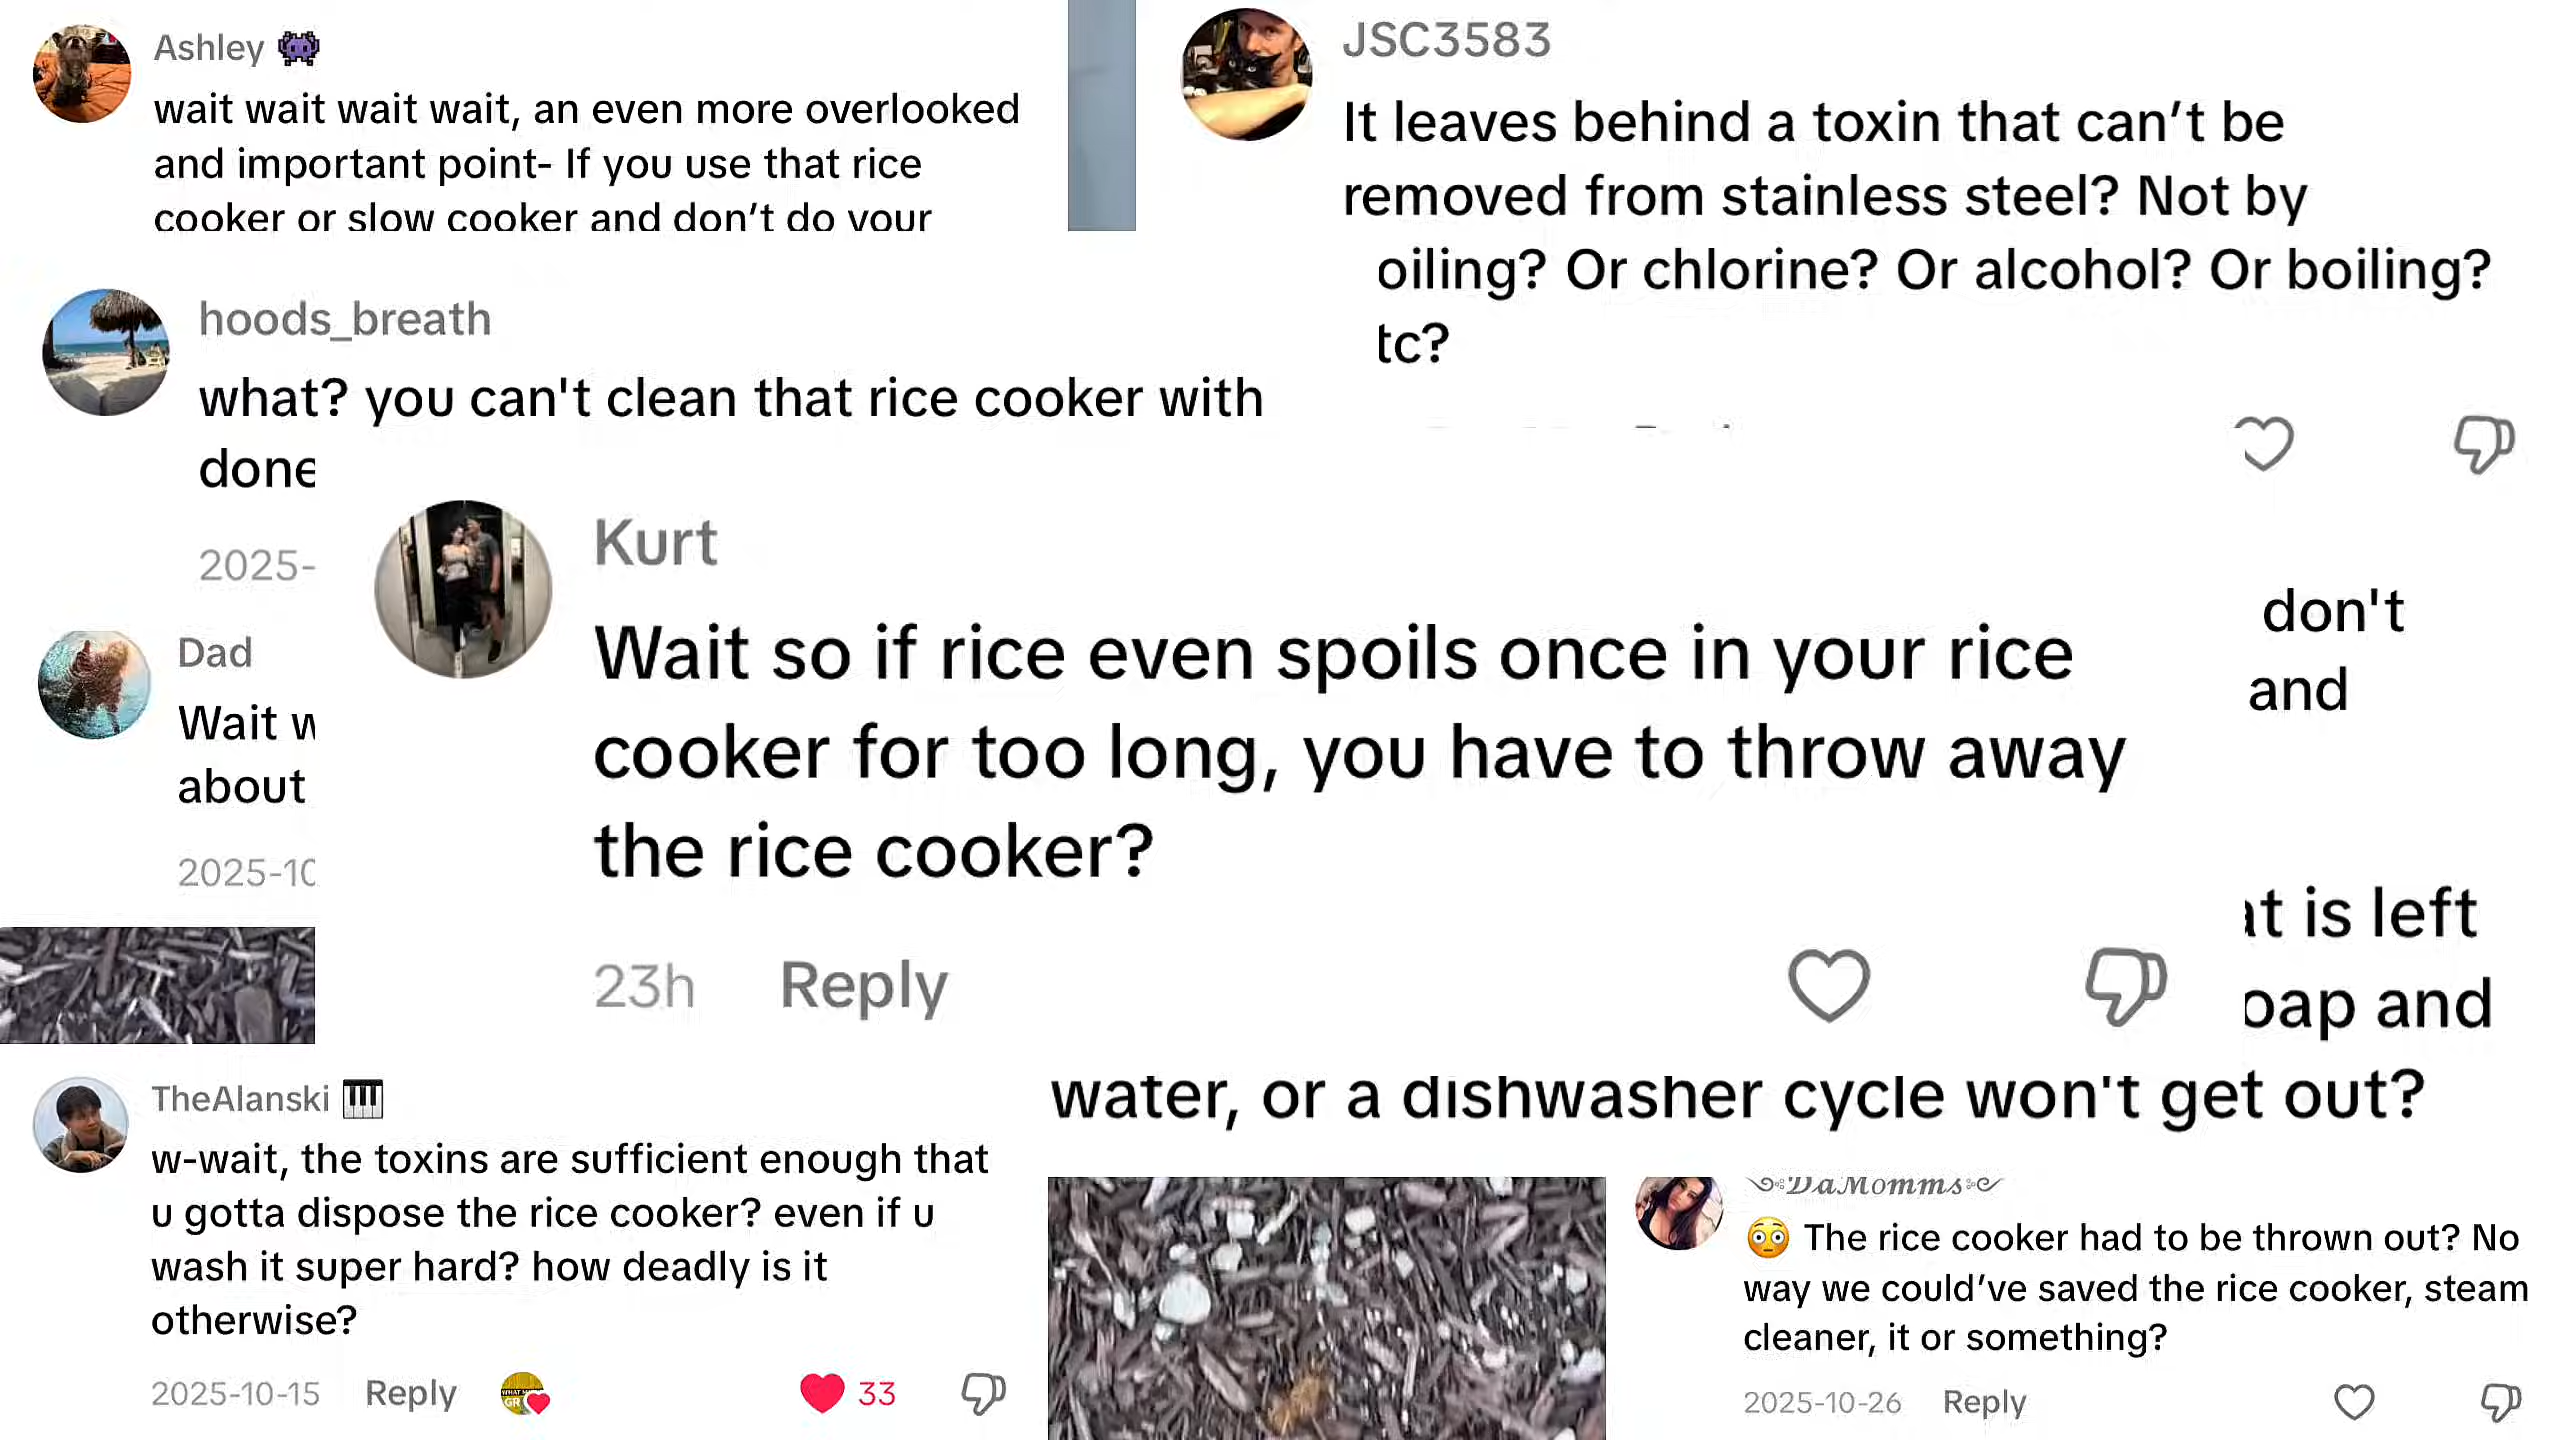 Ashley 👾
wait wait wait wait, an even more overlooked
and important point- If you use that rice
cooker or slow cooker and don’t do your
JSC3583
It leaves behind a toxin that can’t be
removed from stainless steel? Not by
oiling? Or chlorine? Or alcohol? Or boiling?
tc?
hoods_breath
what? you can't clean that rice cooker with
done
2025-
Dad
Wait w
about
2025-10
Kurt
Wait so if rice even spoils once in your rice
cooker for too long, you have to throw away
the rice cooker?
23h Reply
don't
and
at is left
oap and
water, or a dishwasher cycle won't get out?
TheAlanski 🎹
w-wait, the toxins are sufficient enough that
u gotta dispose the rice cooker? even if u
wash it super hard? how deadly is it
otherwise?
2025-10-15 Reply 33
DaMomms
😳 The rice cooker had to be thrown out? No
way we could’ve saved the rice cooker, steam
cleaner, it or something?
2025-10-26 Reply